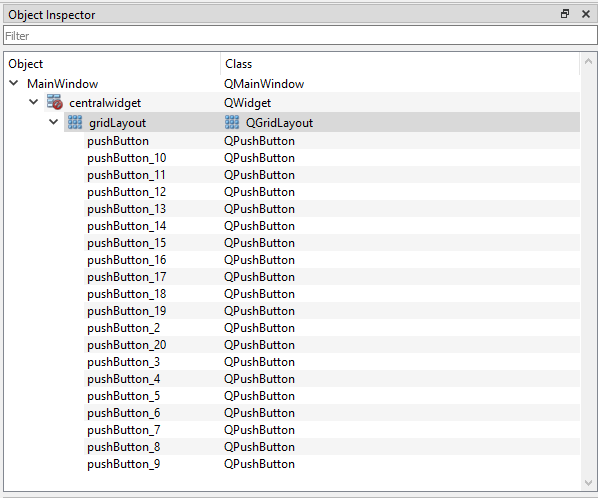 Object Inspector
Filter
Object Class
MainWindow QMainWindow
centralwidget QWidget
gridLayout QGridLayout
pushButton QPushButton
pushButton_10 QPushButton
pushButton_11 QPushButton
pushButton_12 QPushButton
pushButton_13 QPushButton
pushButton_14 QPushButton
pushButton_15 QPushButton
pushButton_16 QPushButton
pushButton_17 QPushButton
pushButton_18 QPushButton
pushButton_19 QPushButton
pushButton_2 QPushButton
pushButton_20 QPushButton
pushButton_3 QPushButton
pushButton_4 QPushButton
pushButton_5 QPushButton
pushButton_6 QPushButton
pushButton_7 QPushButton
pushButton_8 QPushButton
pushButton_9 QPushButton